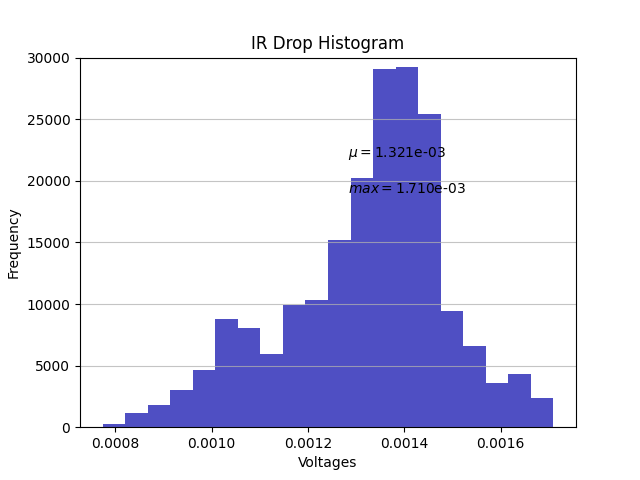 IR Drop Histogram
30000
25000
20000
15000
10000
5000
0
Frequency
μ = 1.321e-03
max = 1.710e-03
0.0008 0.0010 0.0012 0.0014 0.0016
Voltages